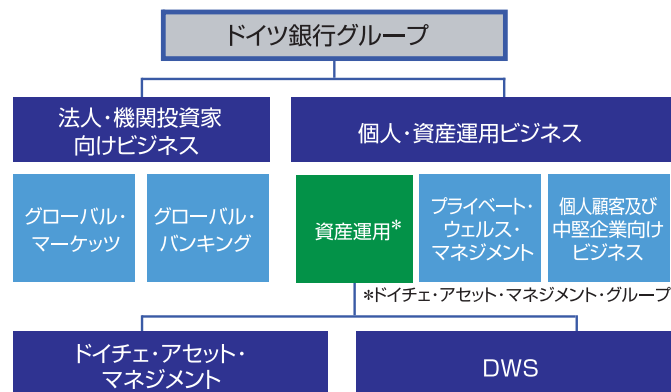 ドイツ銀行グループ
法人・機関投資家
向けビジネス
個人・資産運用ビジネス
グローバル・
マーケッツ
グローバル・
バンキング
資産運用*
プライベート・
ウェルス・
マネジメント
個人顧客及び
中堅企業向け
ビジネス
*ドイチェ・アセット・マネジメント・グループ
ドイチェ・アセット・
マネジメント
DWS